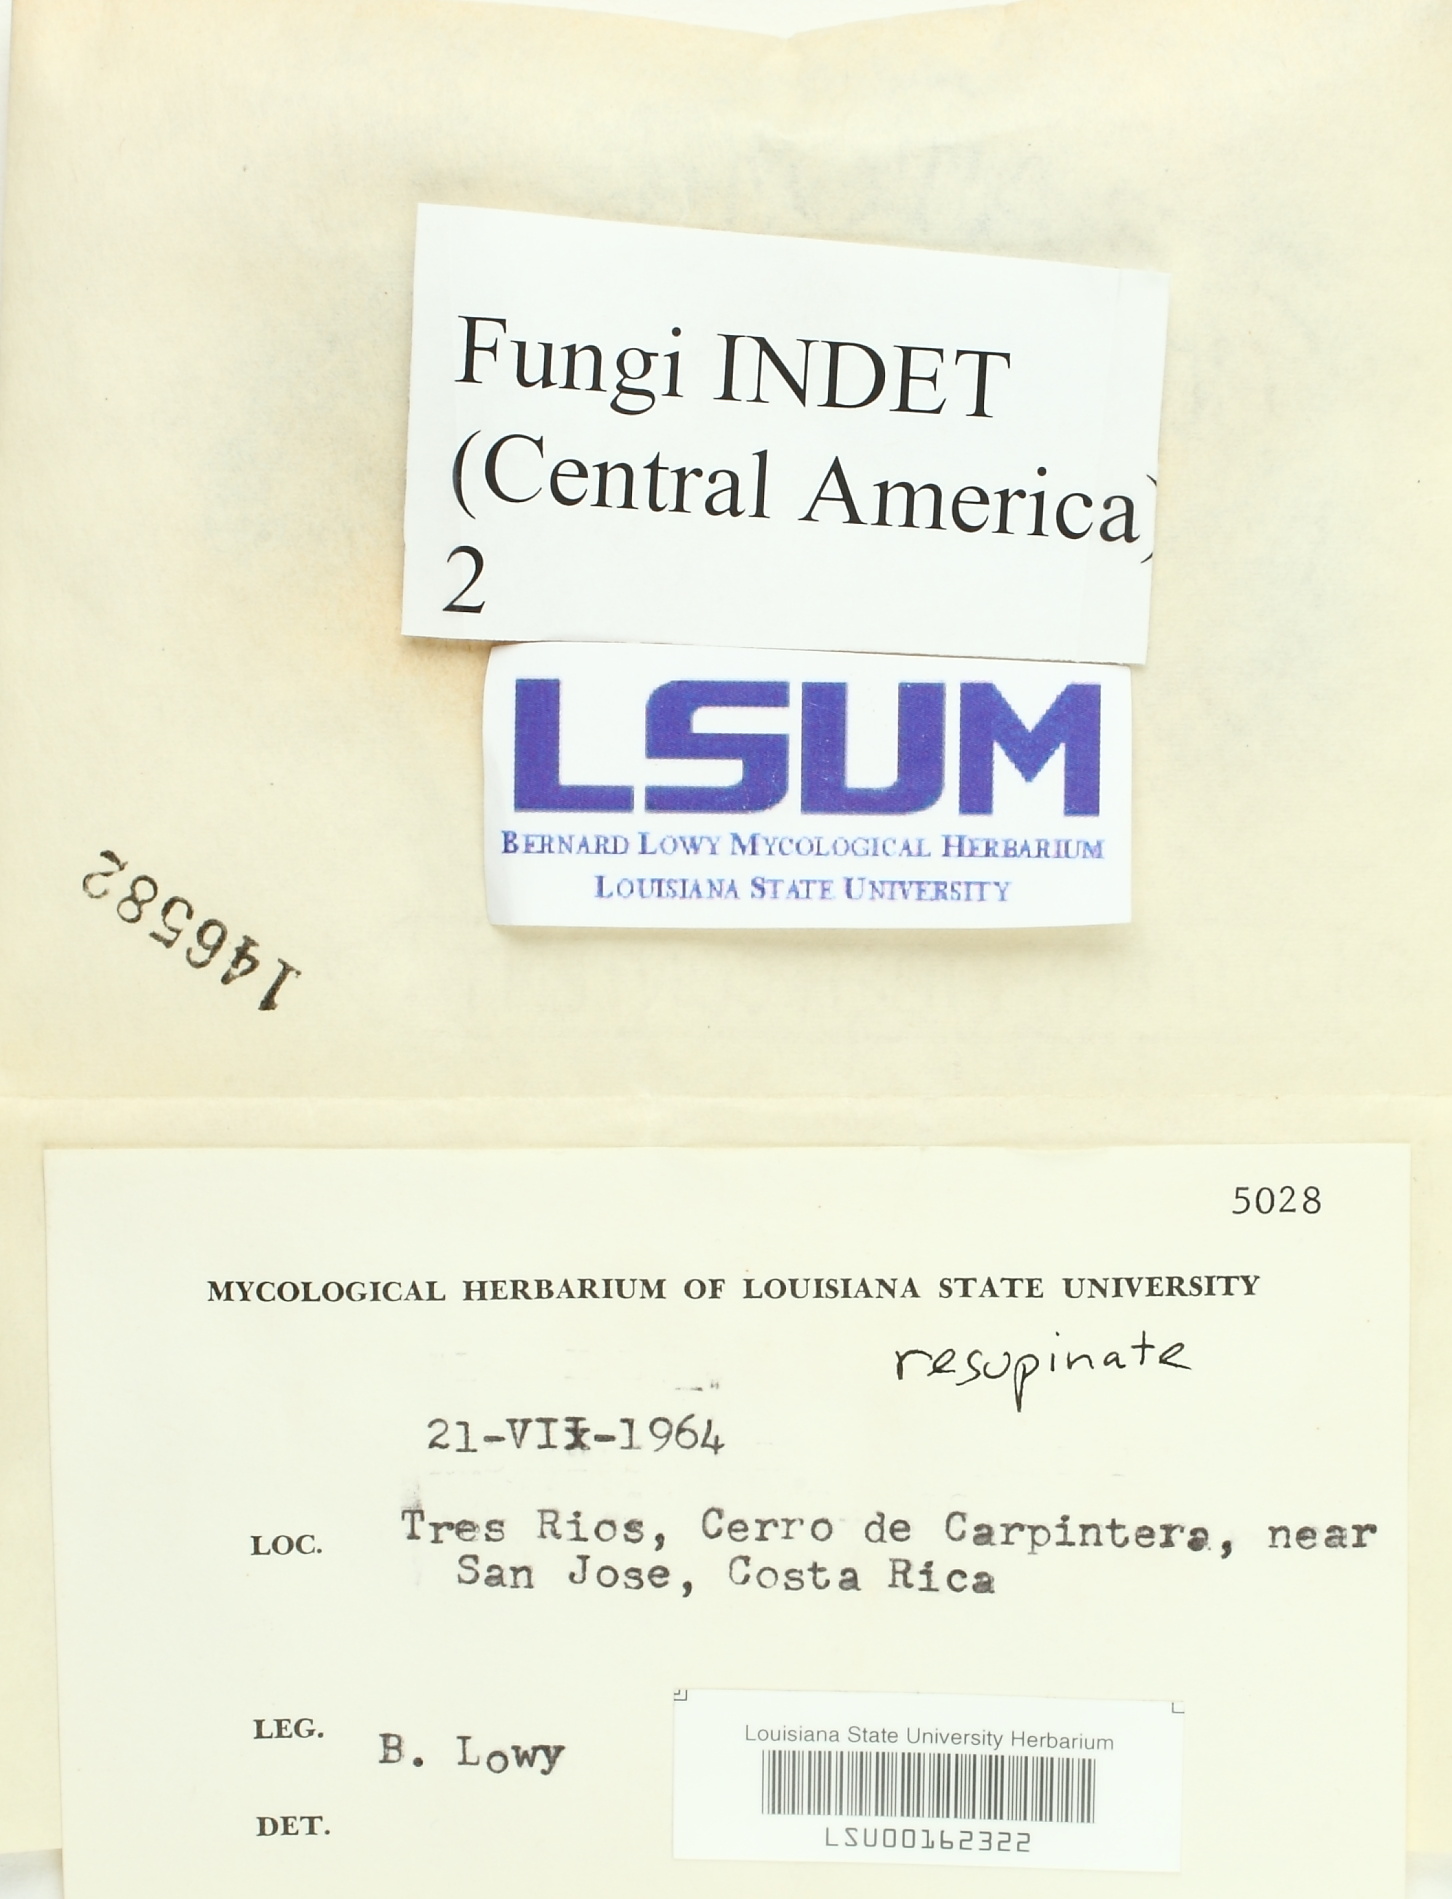 Fungi INDET
(Central America)
2
LSUM
BERNARD LOWY MYCOLOGICAL HERBARIUM
LOUISIANA STATE UNIVERSITY
146582
5028
MYCOLOGICAL HERBARIUM OF LOUISIANA STATE UNIVERSITY
resupinate
21-VII-1964
LOC. Tres Rios, Cerro de Carpintera, near
San Jose, Costa Rica
LEG. B. Lowy
Louisiana State University Herbarium
LSU00162322
DET.